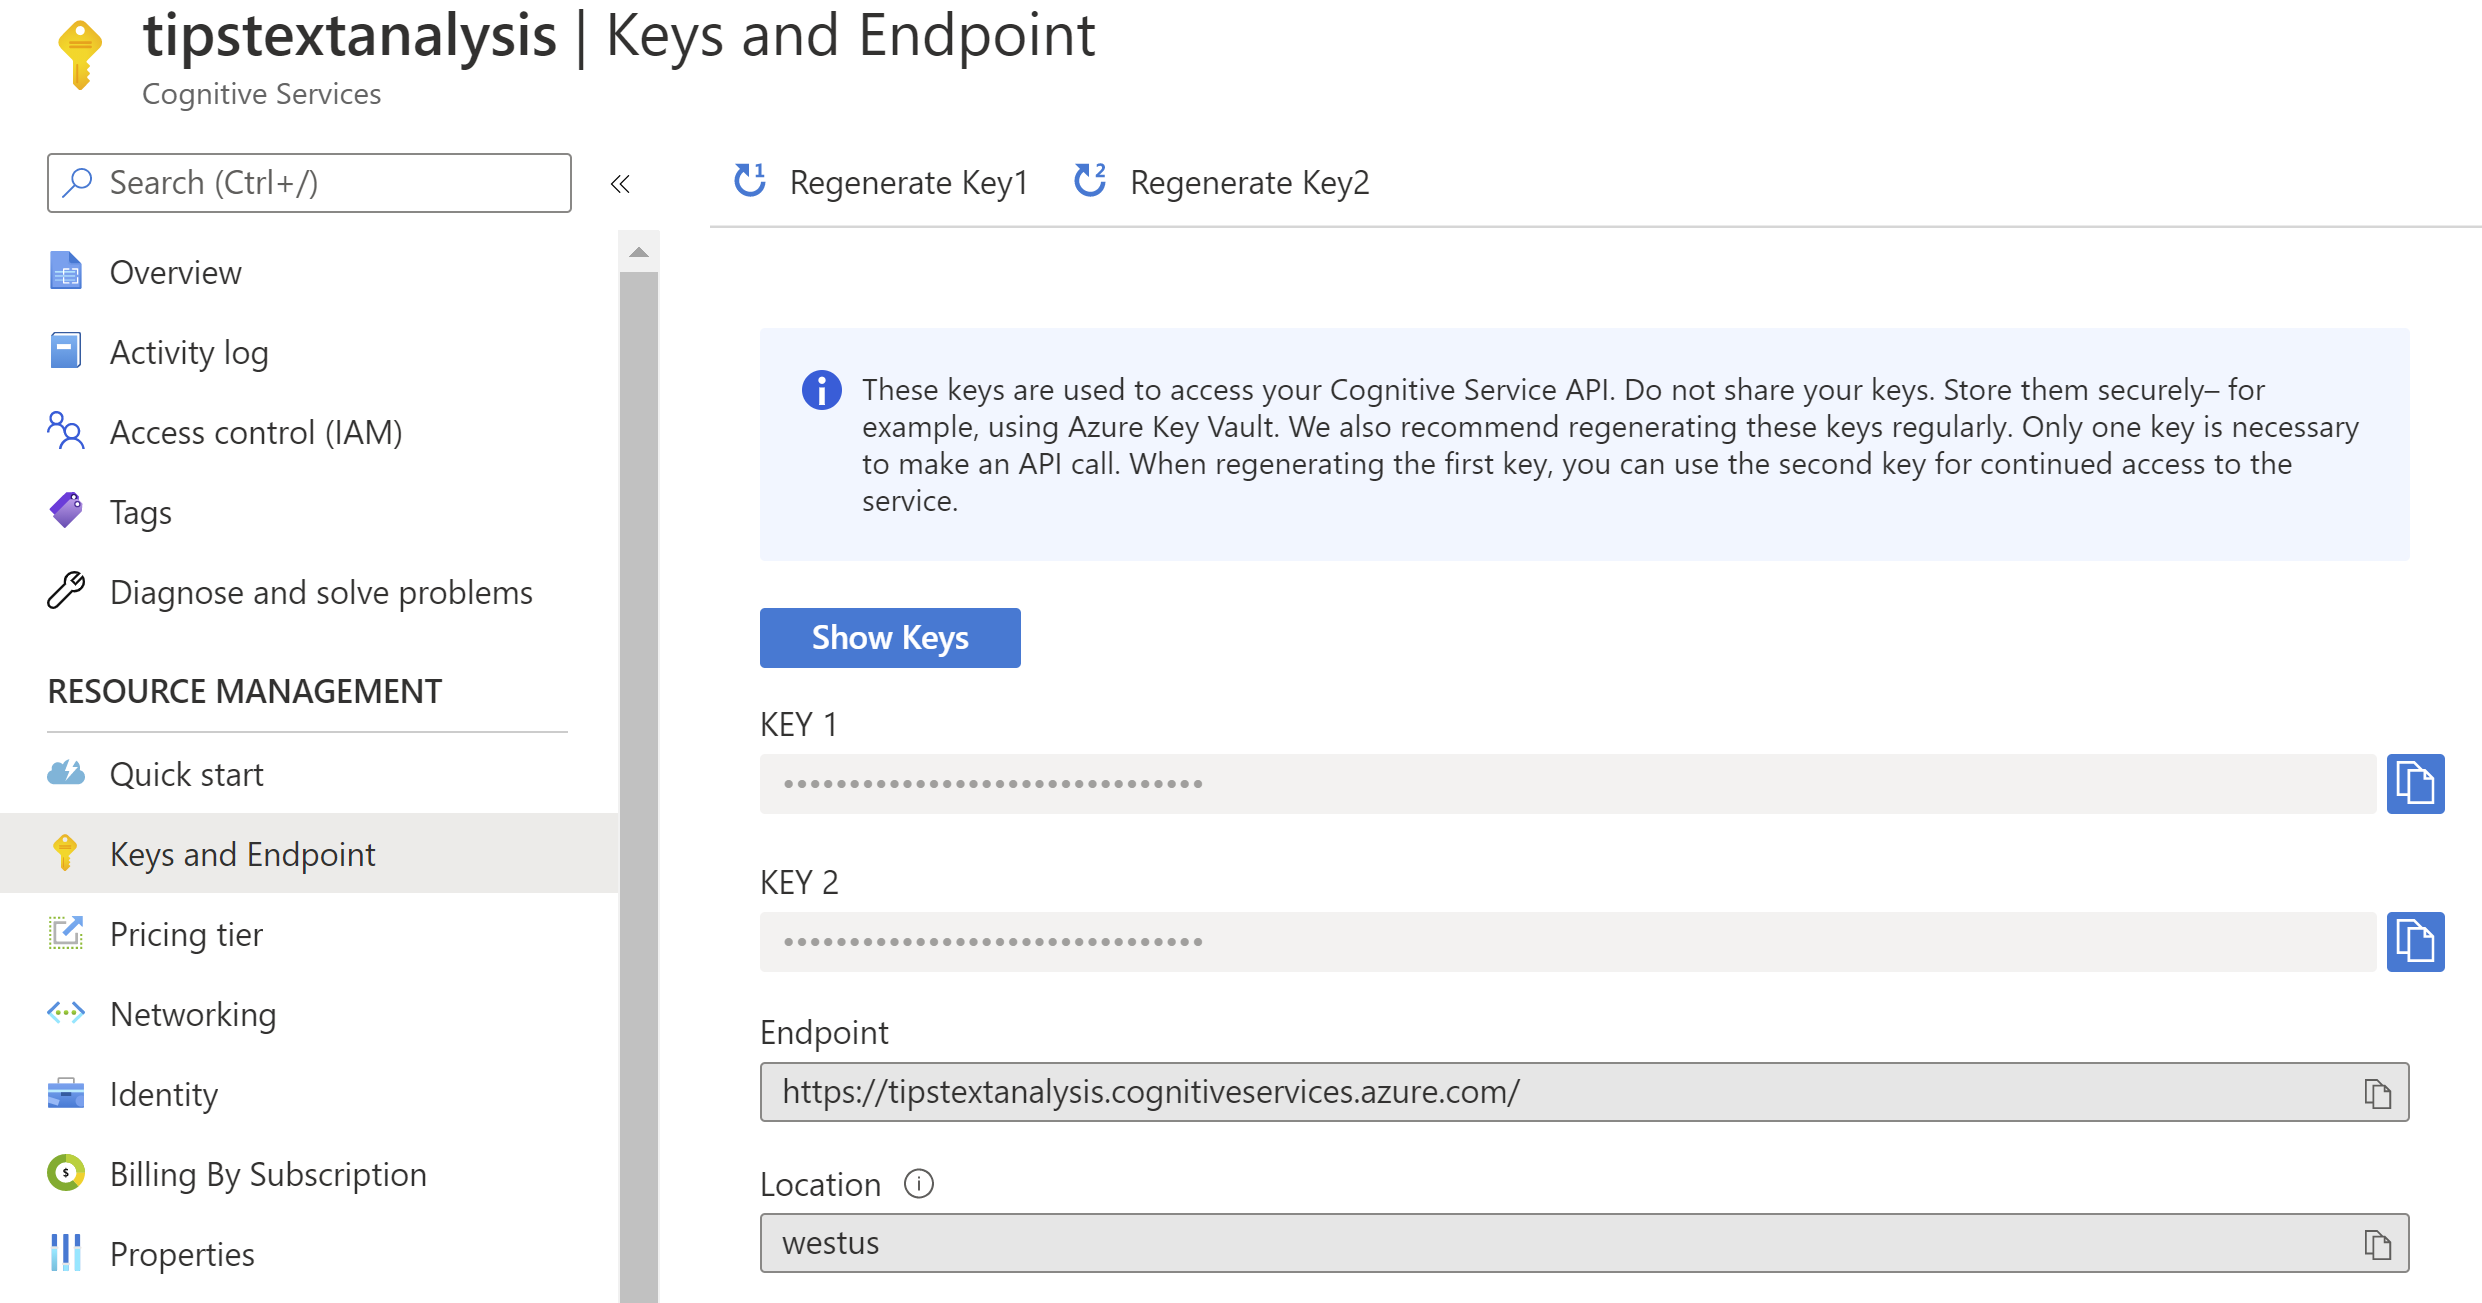 tipstextanalysis | Keys and Endpoint
Cognitive Services
Search (Ctrl+/)
«
Overview
Activity log
Access control (IAM)
Tags
Diagnose and solve problems
RESOURCE MANAGEMENT
Quick start
Keys and Endpoint
Pricing tier
Networking
Identity
Billing By Subscription
Properties
1 Regenerate Key1 2 Regenerate Key2
These keys are used to access your Cognitive Service API. Do not share your keys. Store them securely– for
example, using Azure Key Vault. We also recommend regenerating these keys regularly. Only one key is necessary
to make an API call. When regenerating the first key, you can use the second key for continued access to the
service.
Show Keys
KEY 1
••••••••••••••••••••••••••••••••
KEY 2
••••••••••••••••••••••••••••••••
Endpoint
https://tipstextanalysis.cognitiveservices.azure.com/
Location
westus